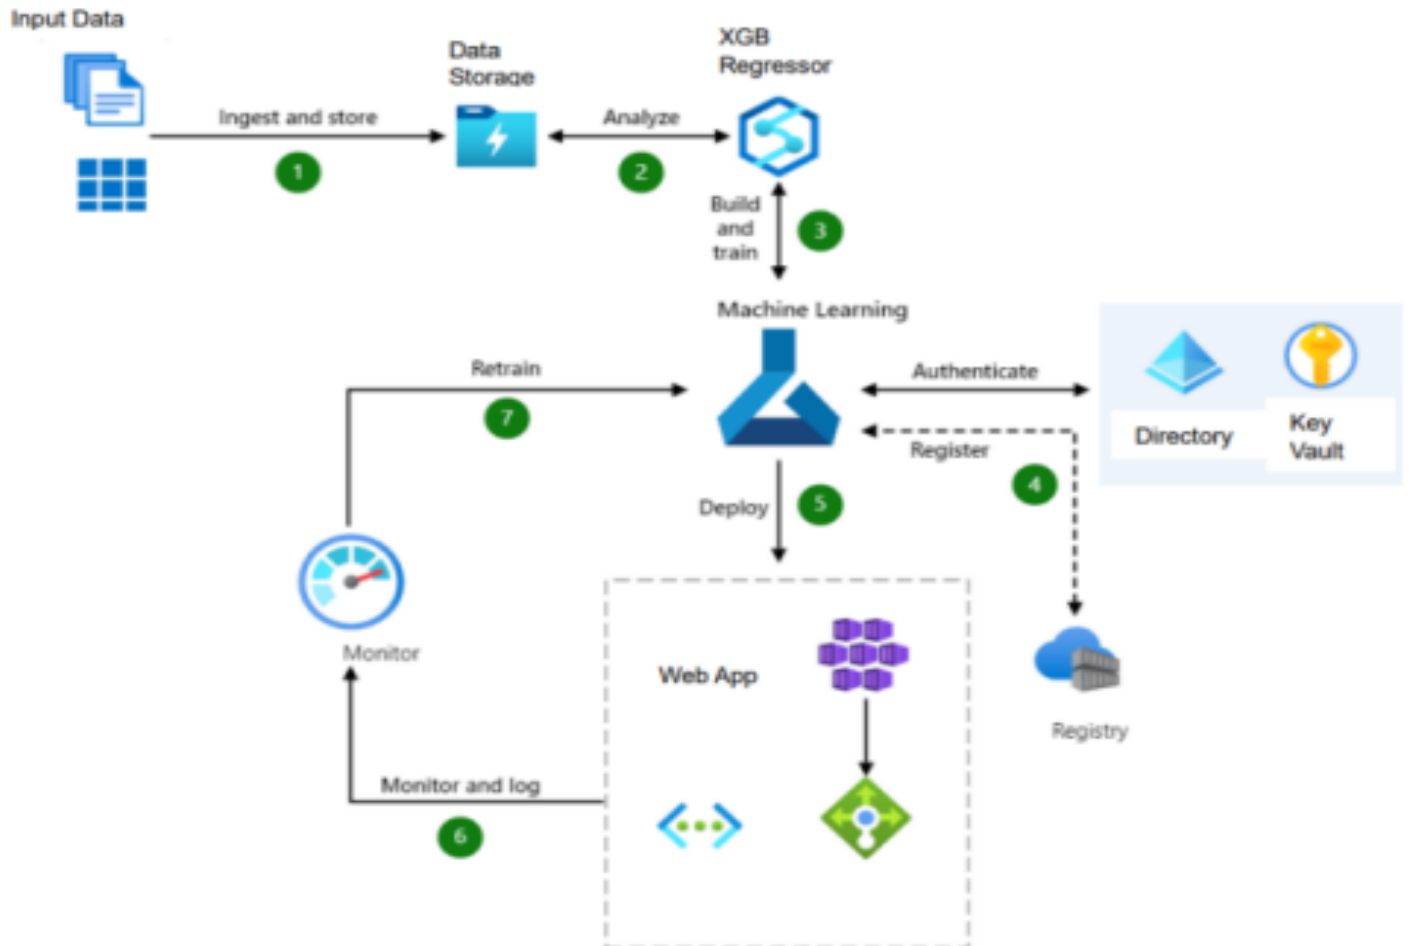 Input Data
Data
Storage
XGB
Regressor
Ingest and store
1
Analyze
2
Build
and
train
3
Machine Learning
Retrain
7
Authenticate
Directory
Key
Vault
Register
4
Deploy
5
Monitor
Web App
Registry
Monitor and log
6